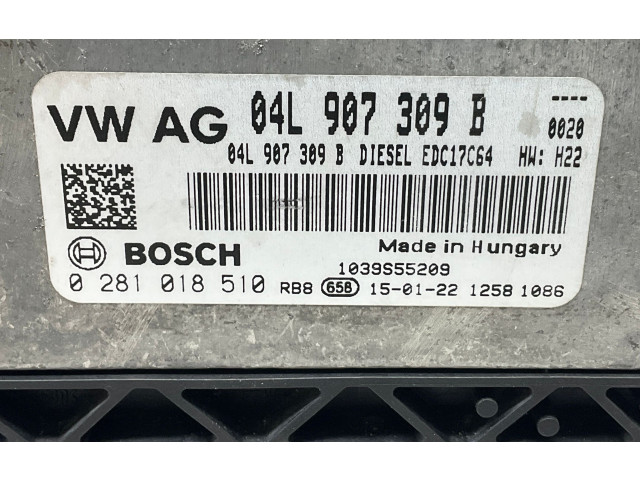 VW AG 04L 907 309 B ----
0020
04L 907 309 B DIESEL EDC17C64 HW: H22
BOSCH Made in Hungary
1039S55209
0 281 018 510 RB8 658 15-01-22 1258 1086